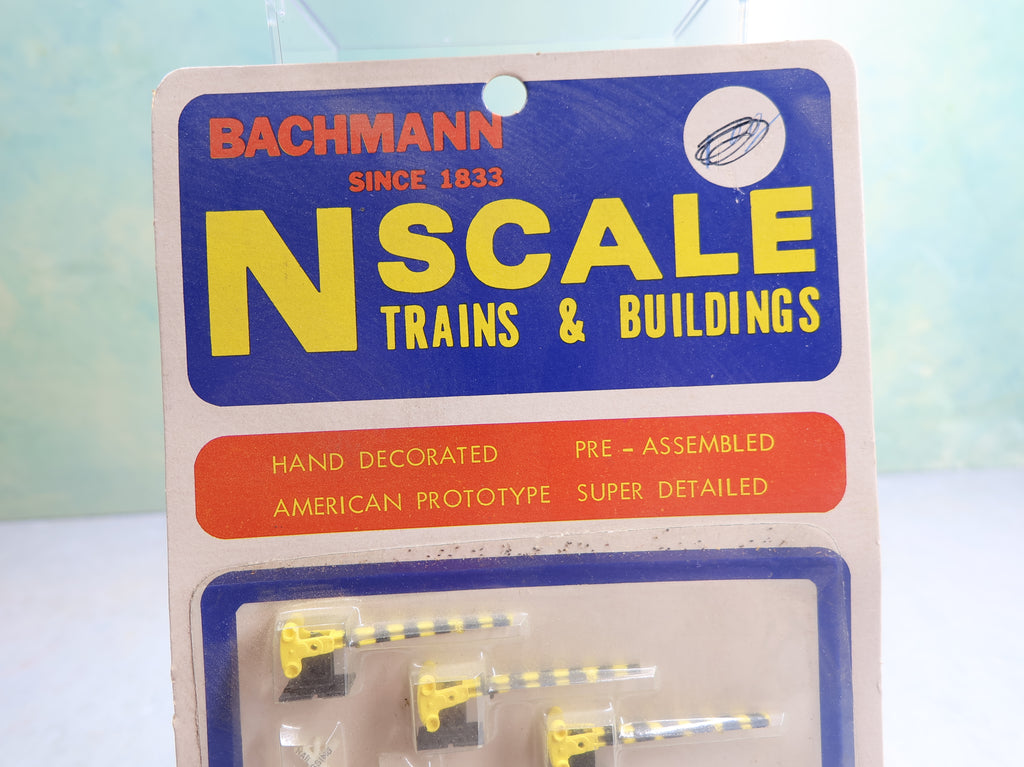 BACHMANN
SINCE 1833
N SCALE
TRAINS & BUILDINGS
HAND DECORATED PRE - ASSEMBLED
AMERICAN PROTOTYPE SUPER DETAILED